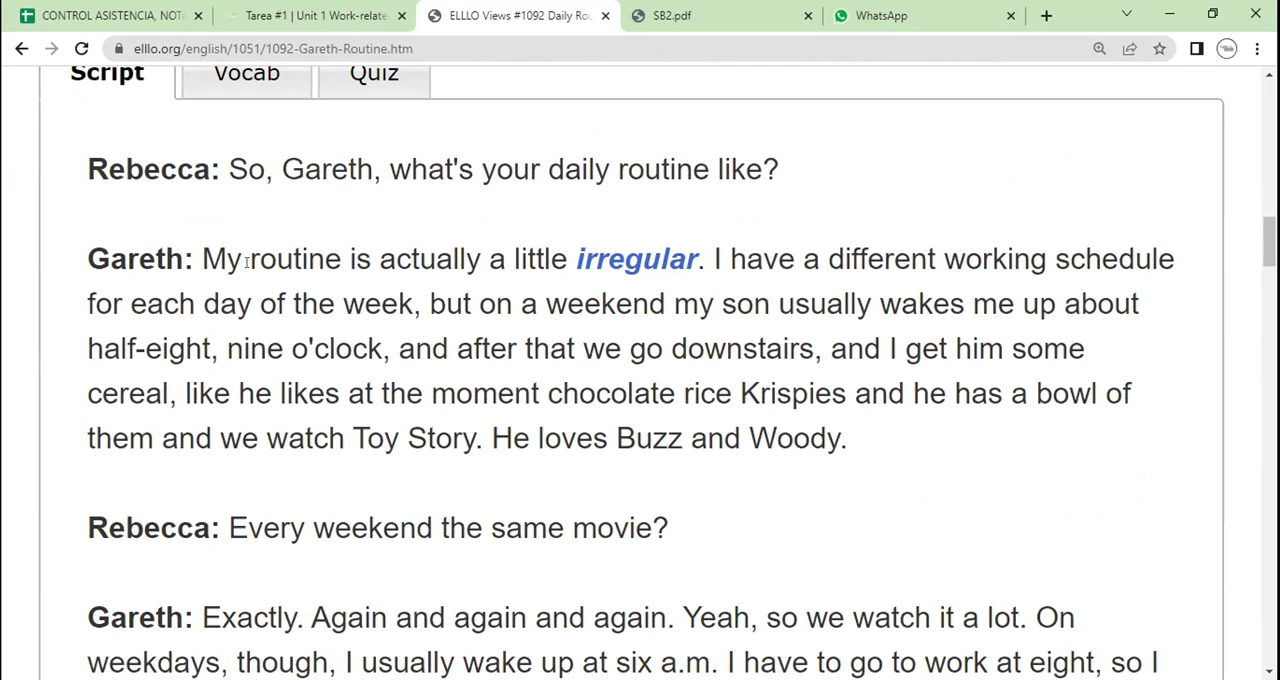 CONTROL ASISTENCIA, NOTA
Tarea #1 | Unit 1 Work-relate
ELLLO Views #1092 Daily Rou
SB2.pdf
WhatsApp
elllo.org/english/1051/1092-Gareth-Routine.htm
Script Vocab Quiz
Rebecca: So, Gareth, what's your daily routine like?
Gareth: My routine is actually a little irregular. I have a different working schedule
for each day of the week, but on a weekend my son usually wakes me up about
half-eight, nine o'clock, and after that we go downstairs, and I get him some
cereal, like he likes at the moment chocolate rice Krispies and he has a bowl of
them and we watch Toy Story. He loves Buzz and Woody.
Rebecca: Every weekend the same movie?
Gareth: Exactly. Again and again and again. Yeah, so we watch it a lot. On
weekdays, though, I usually wake up at six a.m. I have to go to work at eight, so I